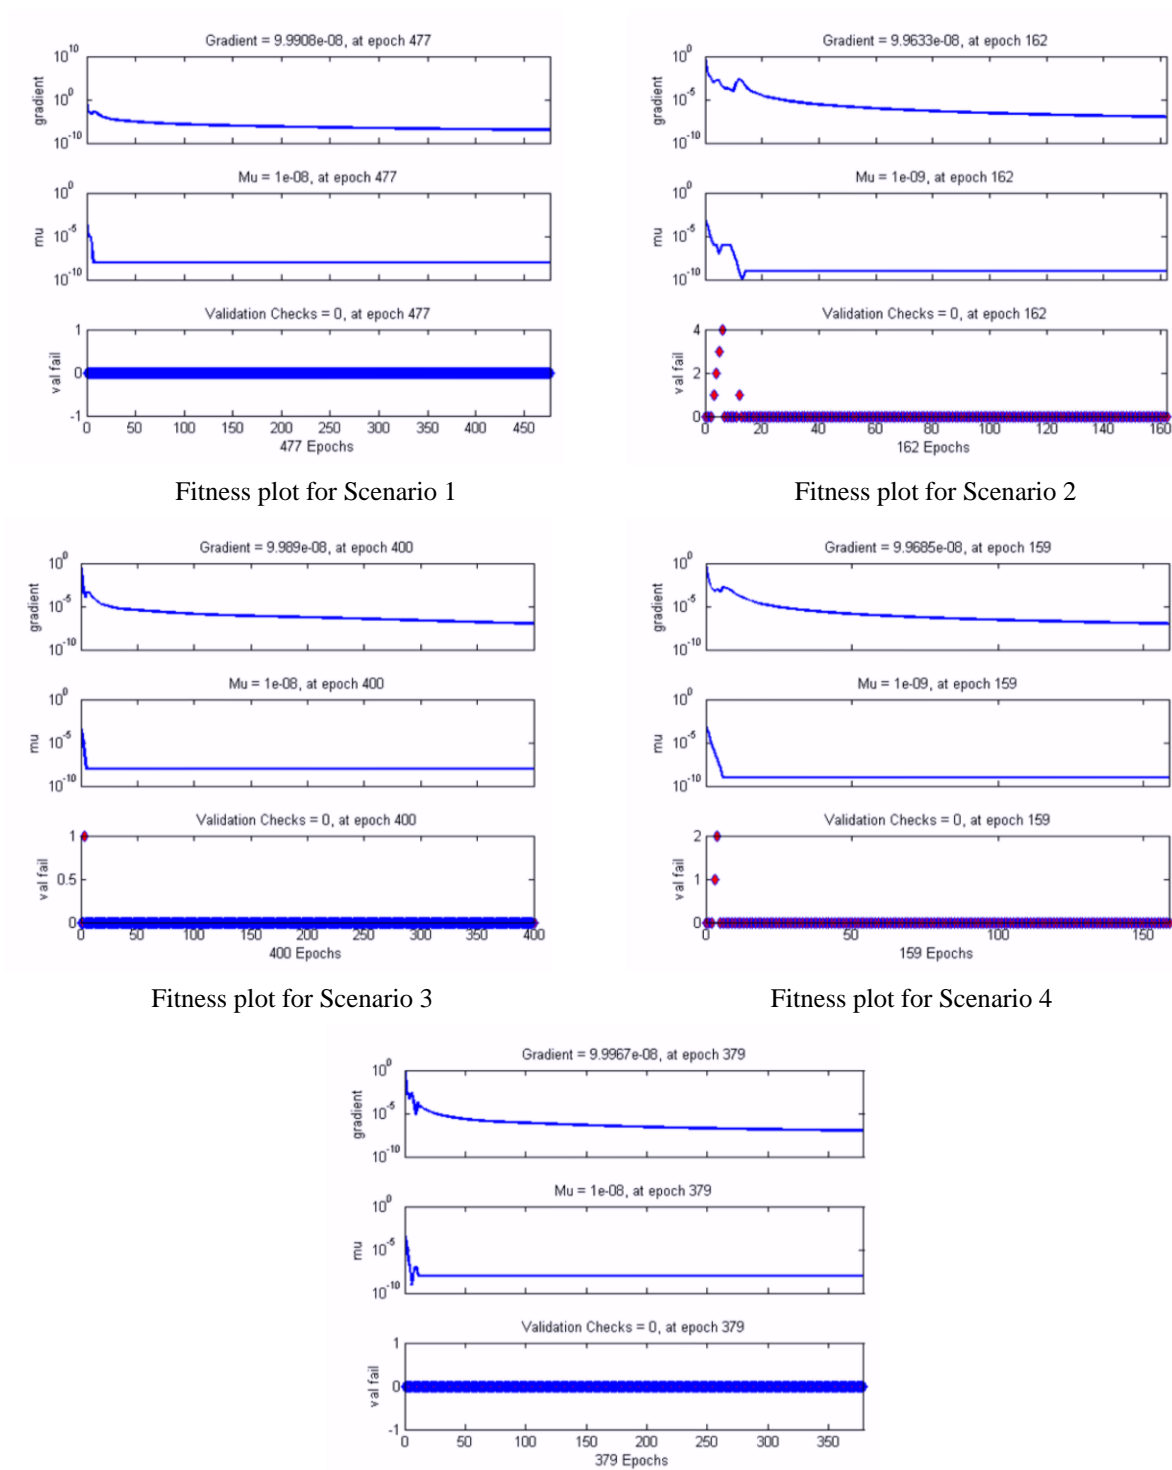 Gradient = 9.9908e-08, at epoch 477
10^10
10^0
10^-10
gradient
Mu = 1e-08, at epoch 477
10^0
10^-5
10^-10
mu
Validation Checks = 0, at epoch 477
1
0
-1
val fail
0 50 100 150 200 250 300 350 400 450
477 Epochs
Fitness plot for Scenario 1
Gradient = 9.9633e-08, at epoch 162
10^0
10^-5
10^-10
gradient
Mu = 1e-09, at epoch 162
10^0
10^-5
10^-10
mu
Validation Checks = 0, at epoch 162
4
2
0
val fail
0 20 40 60 80 100 120 140 160
162 Epochs
Fitness plot for Scenario 2
Gradient = 9.989e-08, at epoch 400
10^0
10^-5
10^-10
gradient
Mu = 1e-08, at epoch 400
10^0
10^-5
10^-10
mu
Validation Checks = 0, at epoch 400
1
0.5
0
val fail
0 50 100 150 200 250 300 350 400
400 Epochs
Fitness plot for Scenario 3
Gradient = 9.9685e-08, at epoch 159
10^0
10^-5
10^-10
gradient
Mu = 1e-09, at epoch 159
10^0
10^-5
10^-10
mu
Validation Checks = 0, at epoch 159
2
1
0
val fail
0 50 100 150
159 Epochs
Fitness plot for Scenario 4
Gradient = 9.9967e-08, at epoch 379
10^0
10^-5
10^-10
gradient
Mu = 1e-08, at epoch 379
10^0
10^-5
10^-10
mu
Validation Checks = 0, at epoch 379
1
0
-1
val fail
0 50 100 150 200 250 300 350
379 Epochs